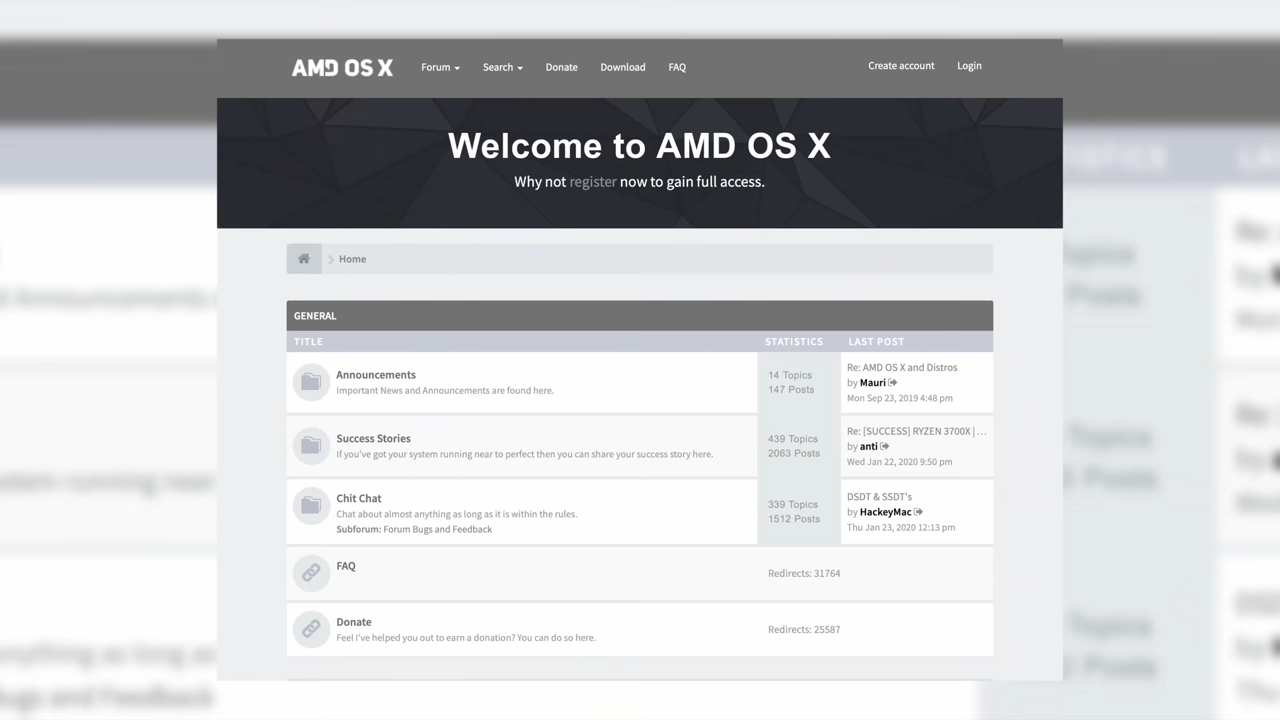 AMD OS X
Forum
Search
Donate
Download
FAQ
Create account
Login
Welcome to AMD OS X
Why not register now to gain full access.
Home
GENERAL
TITLE
STATISTICS
LAST POST
Announcements
Important News and Announcements are found here.
14 Topics
147 Posts
Re: AMD OS X and Distros
by Mauri
Mon Sep 23, 2019 4:48 pm
Success Stories
If you've got your system running near to perfect then you can share your success story here.
439 Topics
2063 Posts
Re: [SUCCESS] RYZEN 3700X | ...
by anti
Wed Jan 22, 2020 9:50 pm
Chit Chat
Chat about almost anything as long as it is within the rules.
Subforum: Forum Bugs and Feedback
339 Topics
1512 Posts
DSDT & SSDT's
by HackeyMac
Thu Jan 23, 2020 12:13 pm
FAQ
Redirects: 31764
Donate
Feel I've helped you out to earn a donation? You can do so here.
Redirects: 25587